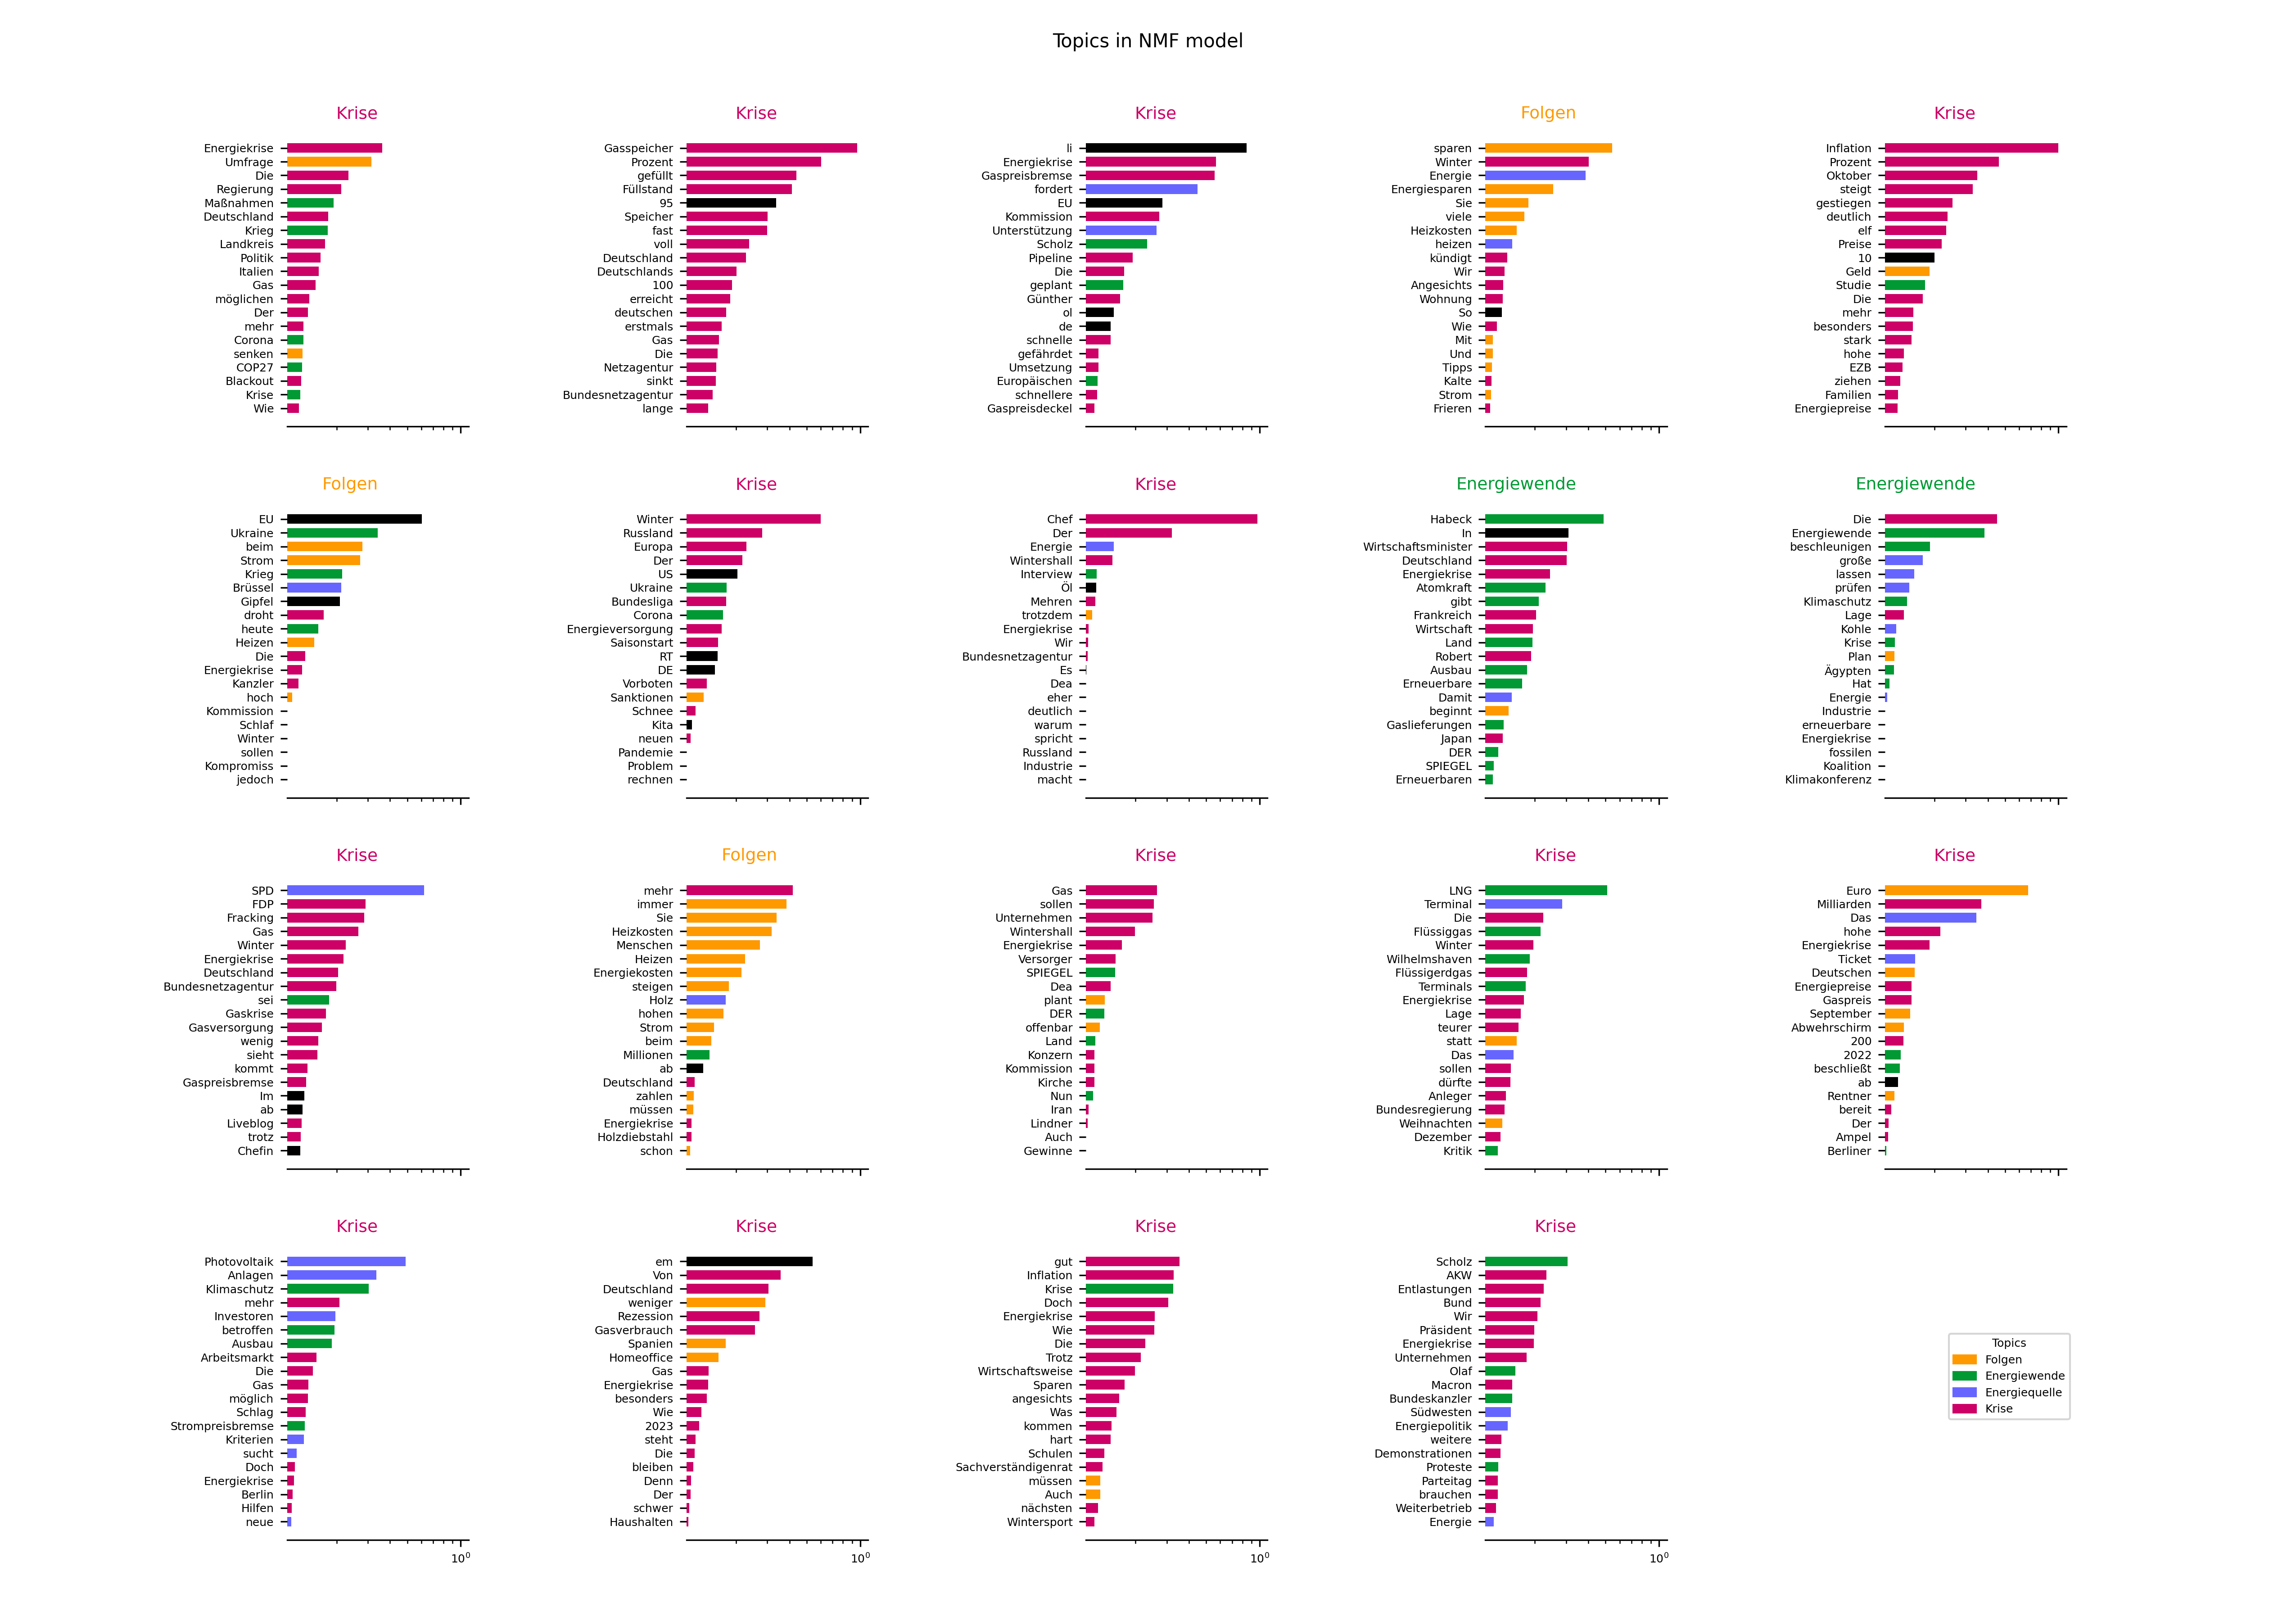 Topics in NMF model
Krise
Energiekrise
Umfrage
Die
Regierung
Maßnahmen
Deutschland
Krieg
Landkreis
Politik
Italien
Gas
möglichen
Der
mehr
Corona
senken
COP27
Blackout
Krise
Wie
Krise
Gasspeicher
Prozent
gefüllt
Füllstand
95
Speicher
fast
voll
Deutschland
Deutschlands
100
erreicht
deutschen
erstmals
Gas
Die
Netzagentur
sinkt
Bundesnetzagentur
lange
Krise
li
Energiekrise
Gaspreisbremse
fordert
EU
Kommission
Unterstützung
Scholz
Pipeline
Die
geplant
Günther
ol
de
schnelle
gefährdet
Umsetzung
Europäischen
schnellere
Gaspreisdeckel
Folgen
sparen
Winter
Energie
Energiesparen
Sie
viele
Heizkosten
heizen
kündigt
Wir
Angesichts
Wohnung
So
Wie
Mit
Und
Tipps
Kalte
Strom
Frieren
Krise
Inflation
Prozent
Oktober
steigt
gestiegen
deutlich
elf
Preise
10
Geld
Studie
Die
mehr
besonders
stark
hohe
EZB
ziehen
Familien
Energiepreise
Folgen
EU
Ukraine
beim
Strom
Krieg
Brüssel
Gipfel
droht
heute
Heizen
Die
Energiekrise
Kanzler
hoch
Kommission
Schlaf
Winter
sollen
Kompromiss
jedoch
Krise
Winter
Russland
Europa
Der
US
Ukraine
Bundesliga
Corona
Energieversorgung
Saisonstart
RT
DE
Vorboten
Sanktionen
Schnee
Kita
neuen
Pandemie
Problem
rechnen
Krise
Chef
Der
Energie
Wintershall
Interview
Öl
Mehren
trotzdem
Energiekrise
Wir
Bundesnetzagentur
Es
Dea
eher
deutlich
warum
spricht
Russland
Industrie
macht
Energiewende
Habeck
In
Wirtschaftsminister
Deutschland
Energiekrise
Atomkraft
gibt
Frankreich
Wirtschaft
Land
Robert
Ausbau
Erneuerbare
Damit
beginnt
Gaslieferungen
Japan
DER
SPIEGEL
Erneuerbaren
Energiewende
Die
Energiewende
beschleunigen
große
lassen
prüfen
Klimaschutz
Lage
Kohle
Krise
Plan
Ägypten
Hat
Energie
Industrie
erneuerbare
Energiekrise
fossilen
Koalition
Klimakonferenz
Krise
SPD
FDP
Fracking
Gas
Winter
Energiekrise
Deutschland
Bundesnetzagentur
sei
Gaskrise
Gasversorgung
wenig
sieht
kommt
Gaspreisbremse
Im
ab
Liveblog
trotz
Chefin
Folgen
mehr
immer
Sie
Heizkosten
Menschen
Heizen
Energiekosten
steigen
Holz
hohen
Strom
beim
Millionen
ab
Deutschland
zahlen
müssen
Energiekrise
Holzdiebstahl
schon
Krise
Gas
sollen
Unternehmen
Wintershall
Energiekrise
Versorger
SPIEGEL
Dea
plant
DER
offenbar
Land
Konzern
Kommission
Kirche
Nun
Iran
Lindner
Auch
Gewinne
Krise
LNG
Terminal
Die
Flüssiggas
Winter
Wilhelmshaven
Flüssigerdgas
Terminals
Energiekrise
Lage
teurer
statt
Das
sollen
dürfte
Anleger
Bundesregierung
Weihnachten
Dezember
Kritik
Krise
Euro
Milliarden
Das
hohe
Energiekrise
Ticket
Deutschen
Energiepreise
Gaspreis
September
Abwehrschirm
200
2022
beschließt
ab
Rentner
bereit
Der
Ampel
Berliner
Krise
Photovoltaik
Anlagen
Klimaschutz
mehr
Investoren
betroffen
Ausbau
Arbeitsmarkt
Die
Gas
möglich
Schlag
Strompreisbremse
Kriterien
sucht
Doch
Energiekrise
Berlin
Hilfen
neue
10⁰
Krise
em
Von
Deutschland
weniger
Rezession
Gasverbrauch
Spanien
Homeoffice
Gas
Energiekrise
besonders
Wie
2023
steht
Die
bleiben
Denn
Der
schwer
Haushalten
10⁰
Krise
gut
Inflation
Krise
Doch
Energiekrise
Wie
Die
Trotz
Wirtschaftsweise
Sparen
angesichts
Was
kommen
hart
Schulen
Sachverständigenrat
müssen
Auch
nächsten
Wintersport
10⁰
Krise
Scholz
AKW
Entlastungen
Bund
Wir
Präsident
Energiekrise
Unternehmen
Olaf
Macron
Bundeskanzler
Südwesten
Energiepolitik
weitere
Demonstrationen
Proteste
Parteitag
brauchen
Weiterbetrieb
Energie
10⁰
Topics
Folgen
Energiewende
Energiequelle
Krise